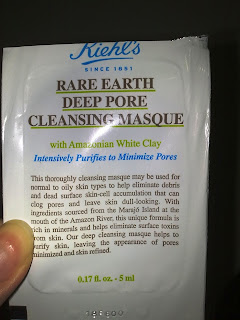 Kiehl's
SINCE 1851
RARE EARTH
DEEP PORE
CLEANSING MASQUE
with Amazonian White Clay
Intensively Purifies to Minimize Pores
This thoroughly cleansing masque may be used for
normal to oily skin types to help eliminate debris
and dead surface skin-cell accumulation that can
clog pores and leave skin dull-looking. With
ingredients sourced from the Marajó Island at the
mouth of the Amazon River, this unique formula is
rich in minerals and helps eliminate surface toxins
from skin. Our deep cleansing masque helps to
purify skin, leaving the appearance of pores
minimized and skin refined.
0.17 fl. oz. - 5 ml